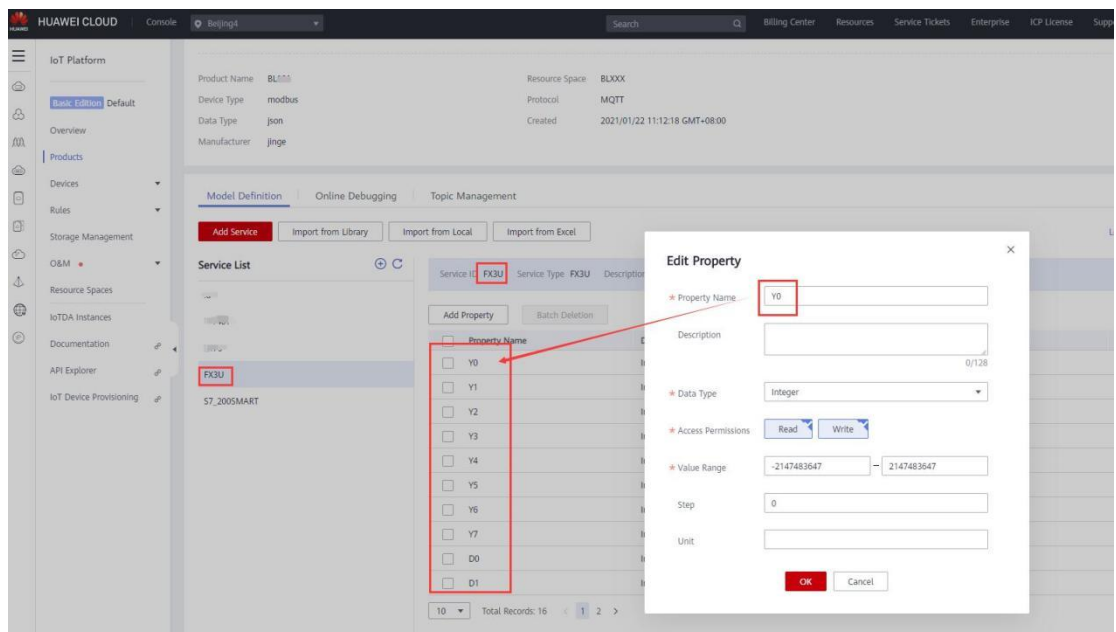 HUAWEI
HUAWEI CLOUD Console Beijing4 Search Billing Center Resources Service Tickets Enterprise ICP License
IoT Platform
Basic Edition Default
Overview
Products
Devices
Rules
Storage Management
O&M
Resource Spaces
IoTDA Instances
Documentation
API Explorer
IoT Device Provisioning
Product Name BL
Resource Space BLXXX
Device Type modbus
Protocol MQTT
Data Type json
Created 2021/01/22 11:12:18 GMT+08:00
Manufacturer jinge
Model Definition Online Debugging Topic Management
Add Service Import from Library Import from Local Import from Excel
Service List
FX3U
S7_200SMART
Service ID FX3U Service Type FX3U Description
Add Property Batch Deletion
Property Name
Y0
Y1
Y2
Y3
Y4
Y5
Y6
Y7
D0
D1
10 Total Records: 16 < 1 2 >
Edit Property
* Property Name Y0
Description
0/128
* Data Type Integer
* Access Permissions Read Write
* Value Range -2147483647 – 2147483647
Step 0
Unit
OK Cancel